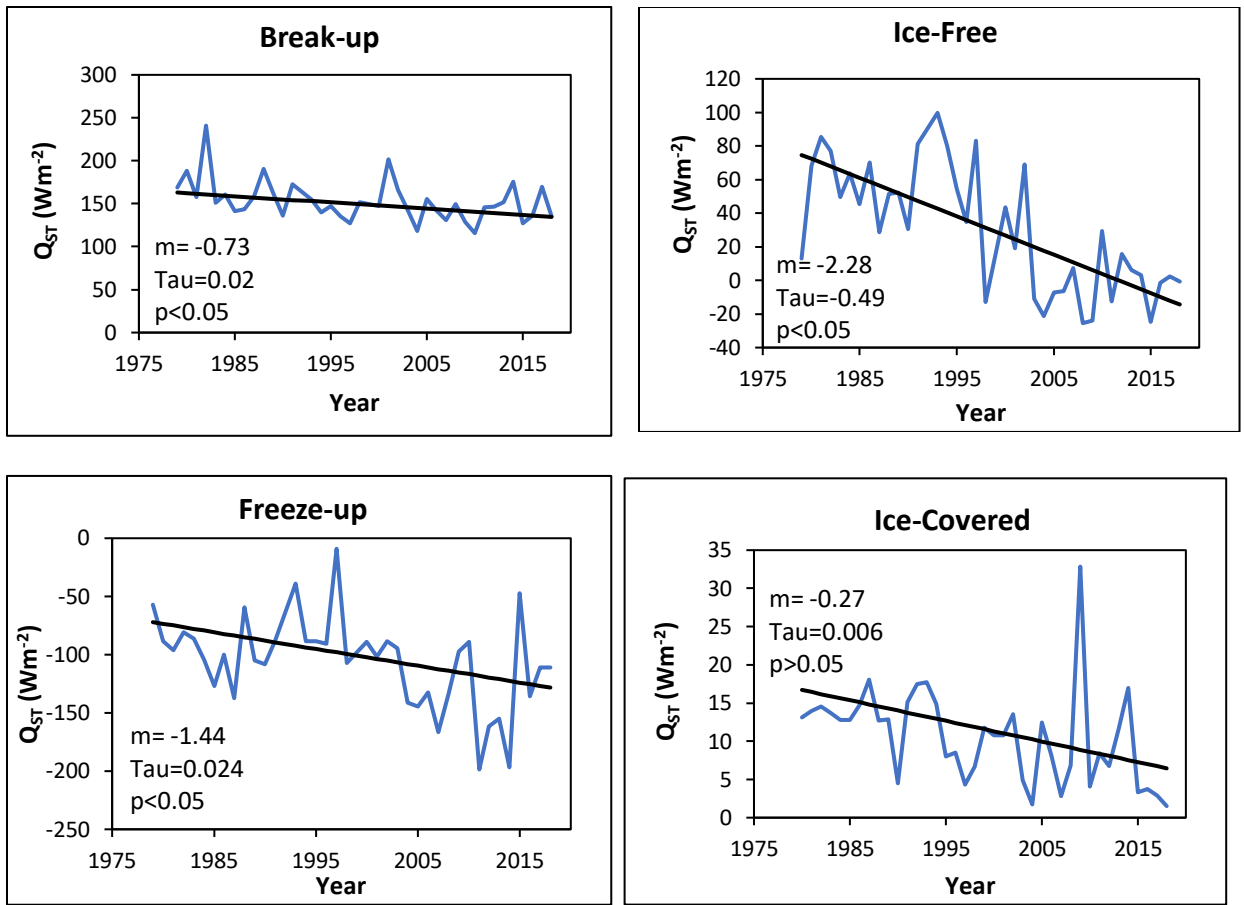 Break-up
300
250
200
150
100
50
0
Q_ST (Wm⁻²)
m= -0.73
Tau=0.02
p<0.05
1975 1985 1995 2005 2015
Year
Ice-Free
120
100
80
60
40
20
0
-20
-40
Q_ST (Wm⁻²)
m= -2.28
Tau=-0.49
p<0.05
1975 1985 1995 2005 2015
Year
Freeze-up
0
-50
-100
-150
-200
-250
Q_ST (Wm⁻²)
m= -1.44
Tau=0.024
p<0.05
1975 1985 1995 2005 2015
Year
Ice-Covered
35
30
25
20
15
10
5
0
Q_ST (Wm⁻²)
m= -0.27
Tau=0.006
p>0.05
1975 1985 1995 2005 2015
Year